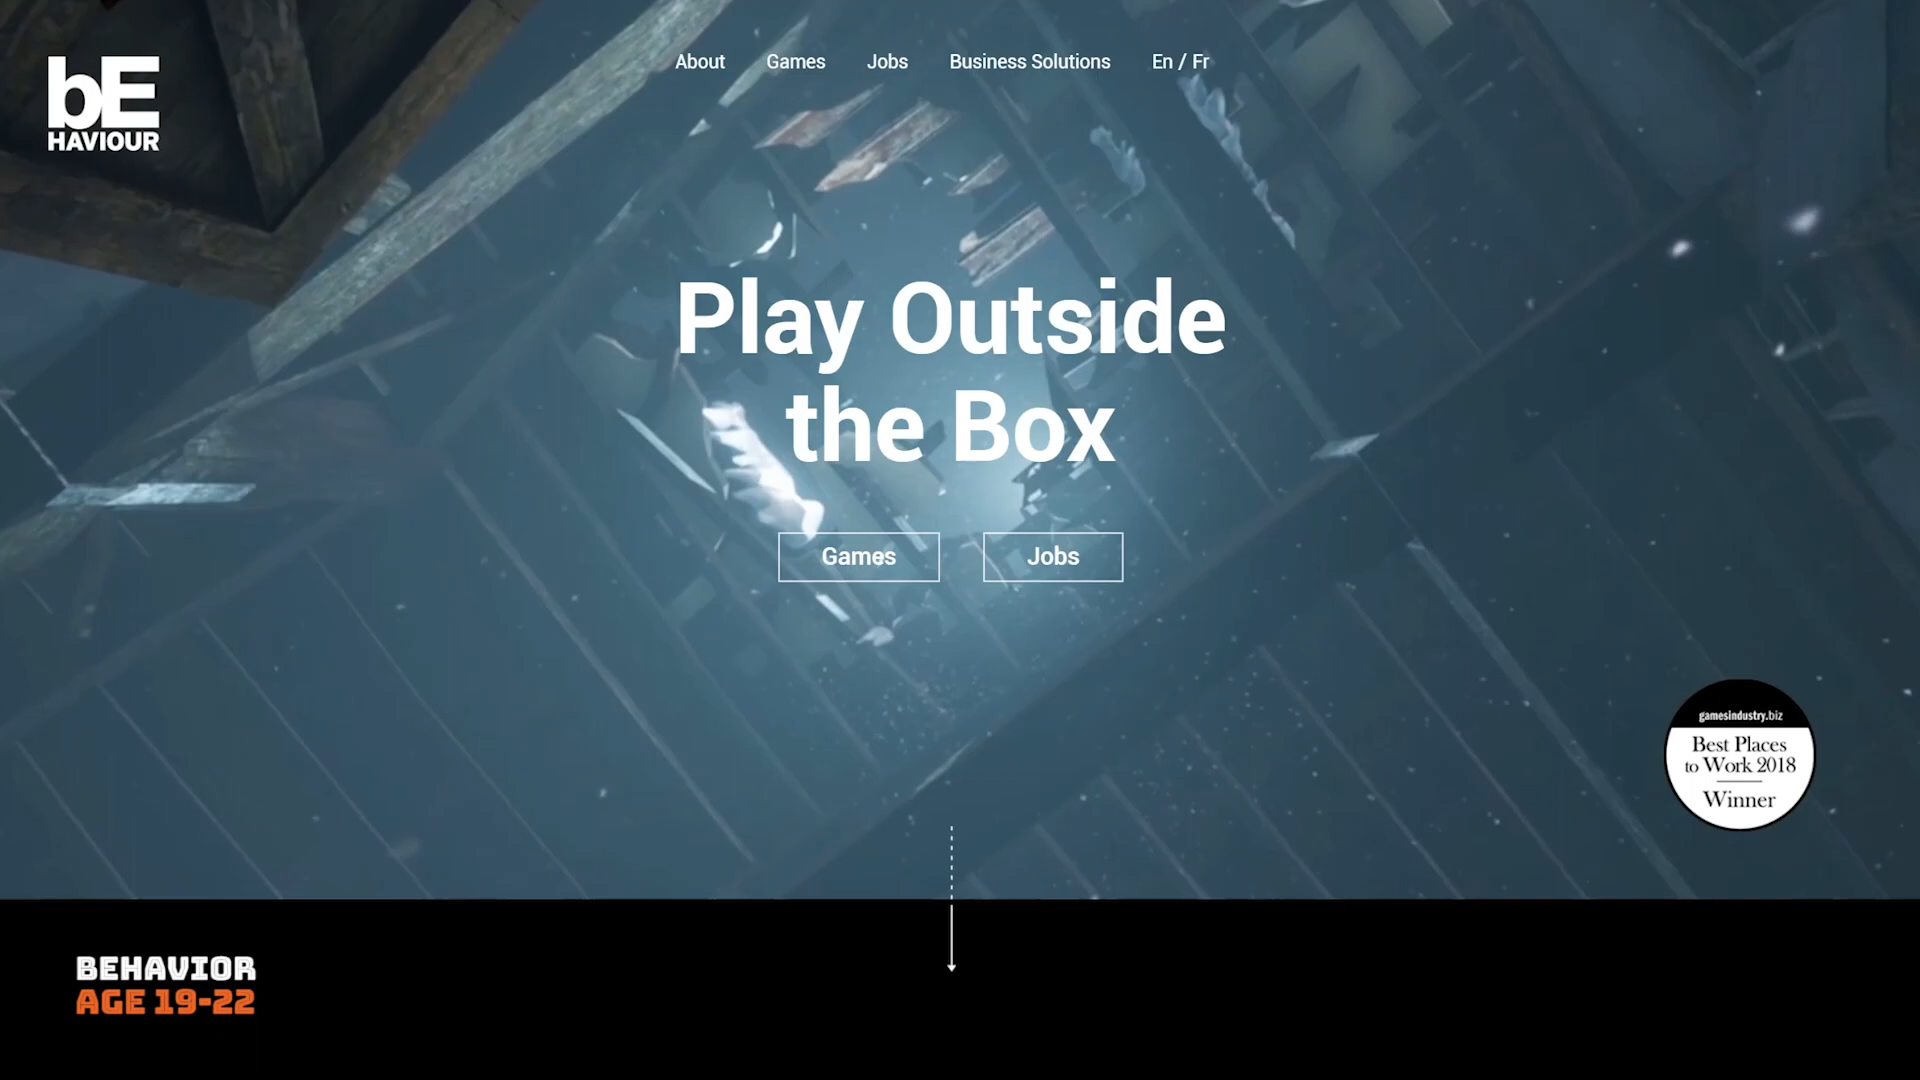 bE
HAVIOUR
About Games Jobs Business Solutions En / Fr
Play Outside
the Box
Games Jobs
gamesindustry.biz
Best Places
to Work 2018
Winner
BEHAVIOR
AGE 19-22